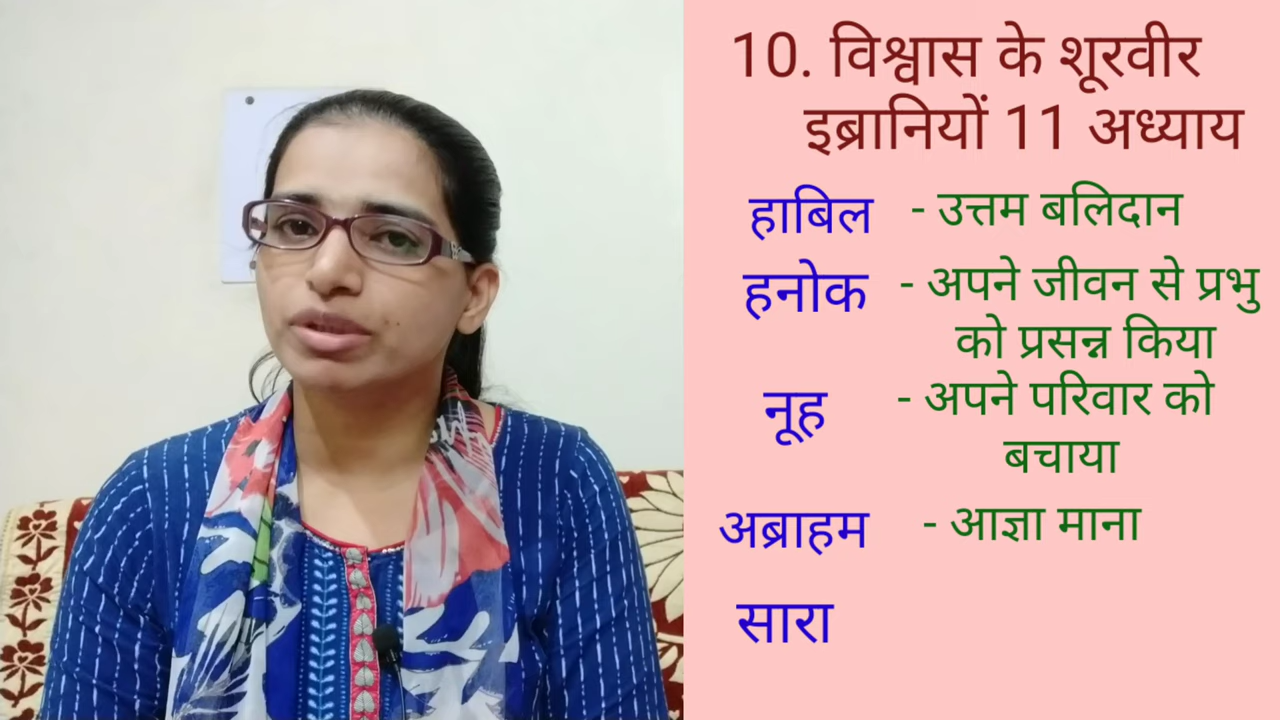 10. विश्वास के शूरवीर
इब्रानियों 11 अध्याय
हाबिल - उत्तम बलिदान
हनोक - अपने जीवन से प्रभु
को प्रसन्न किया
नूह - अपने परिवार को
बचाया
अब्राहम - आज्ञा माना
सारा